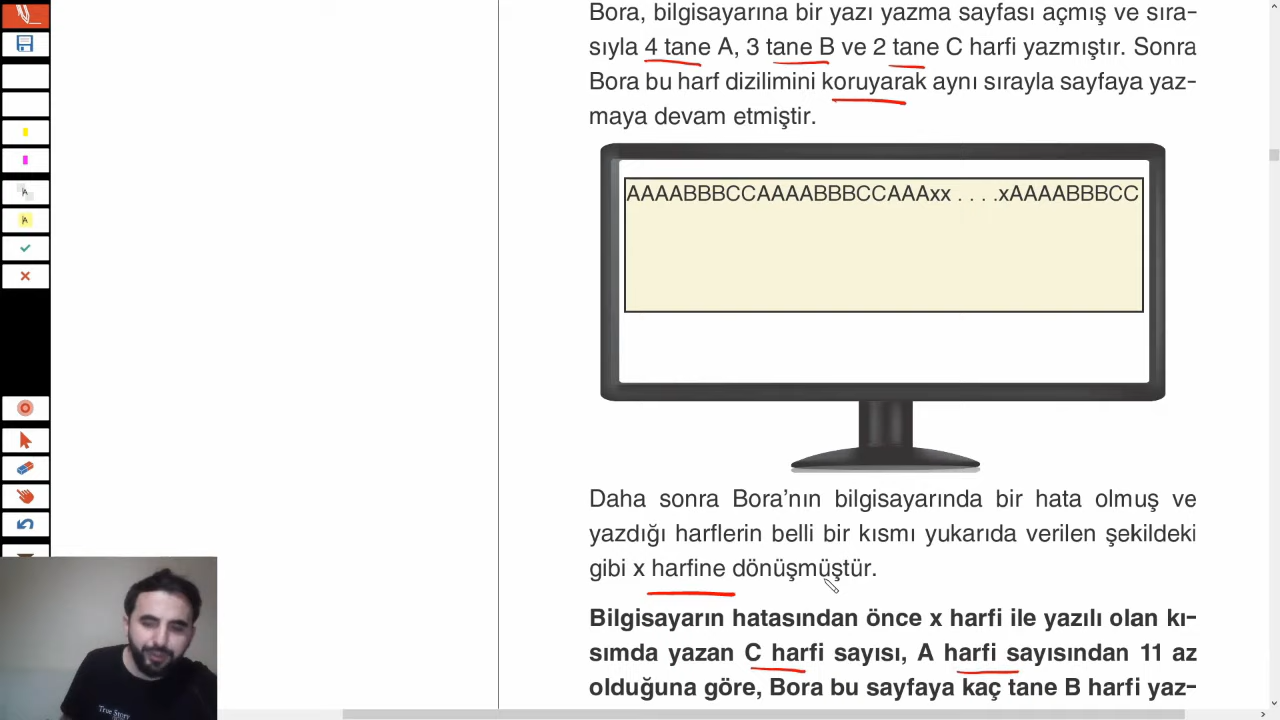 Bora, bilgisayarına bir yazı yazma sayfası açmış ve sıra-
sıyla 4 tane A, 3 tane B ve 2 tane C harfi yazmıştır. Sonra
Bora bu harf dizilimini koruyarak aynı sırayla sayfaya yaz-
maya devam etmiştir.
AAAABBBCCAAAABBBCCAAAxx . . . .xAAAABBBCC
Daha sonra Bora'nın bilgisayarında bir hata olmuş ve
yazdığı harflerin belli bir kısmı yukarıda verilen şekildeki
gibi x harfine dönüşmüştür.
Bilgisayarın hatasından önce x harfi ile yazılı olan kı-
sımda yazan C harfi sayısı, A harfi sayısından 11 az
olduğuna göre, Bora bu sayfaya kaç tane B harfi yaz-
A
A
True Story